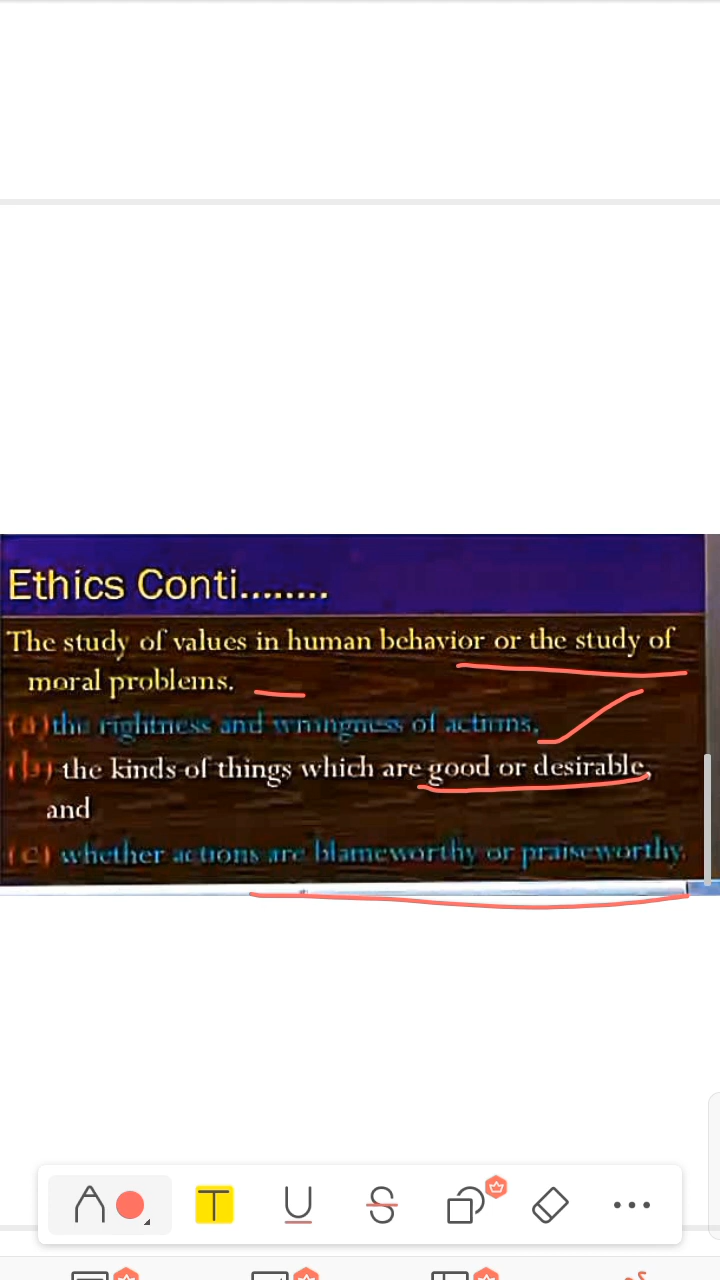 Ethics Conti........
The study of values in human behavior or the study of
moral problems.
(a) the rightness and wrongness of actions,
(b) the kinds of things which are good or desirable,
and
(c) whether actions are blameworthy or praiseworthy.
T
U
S